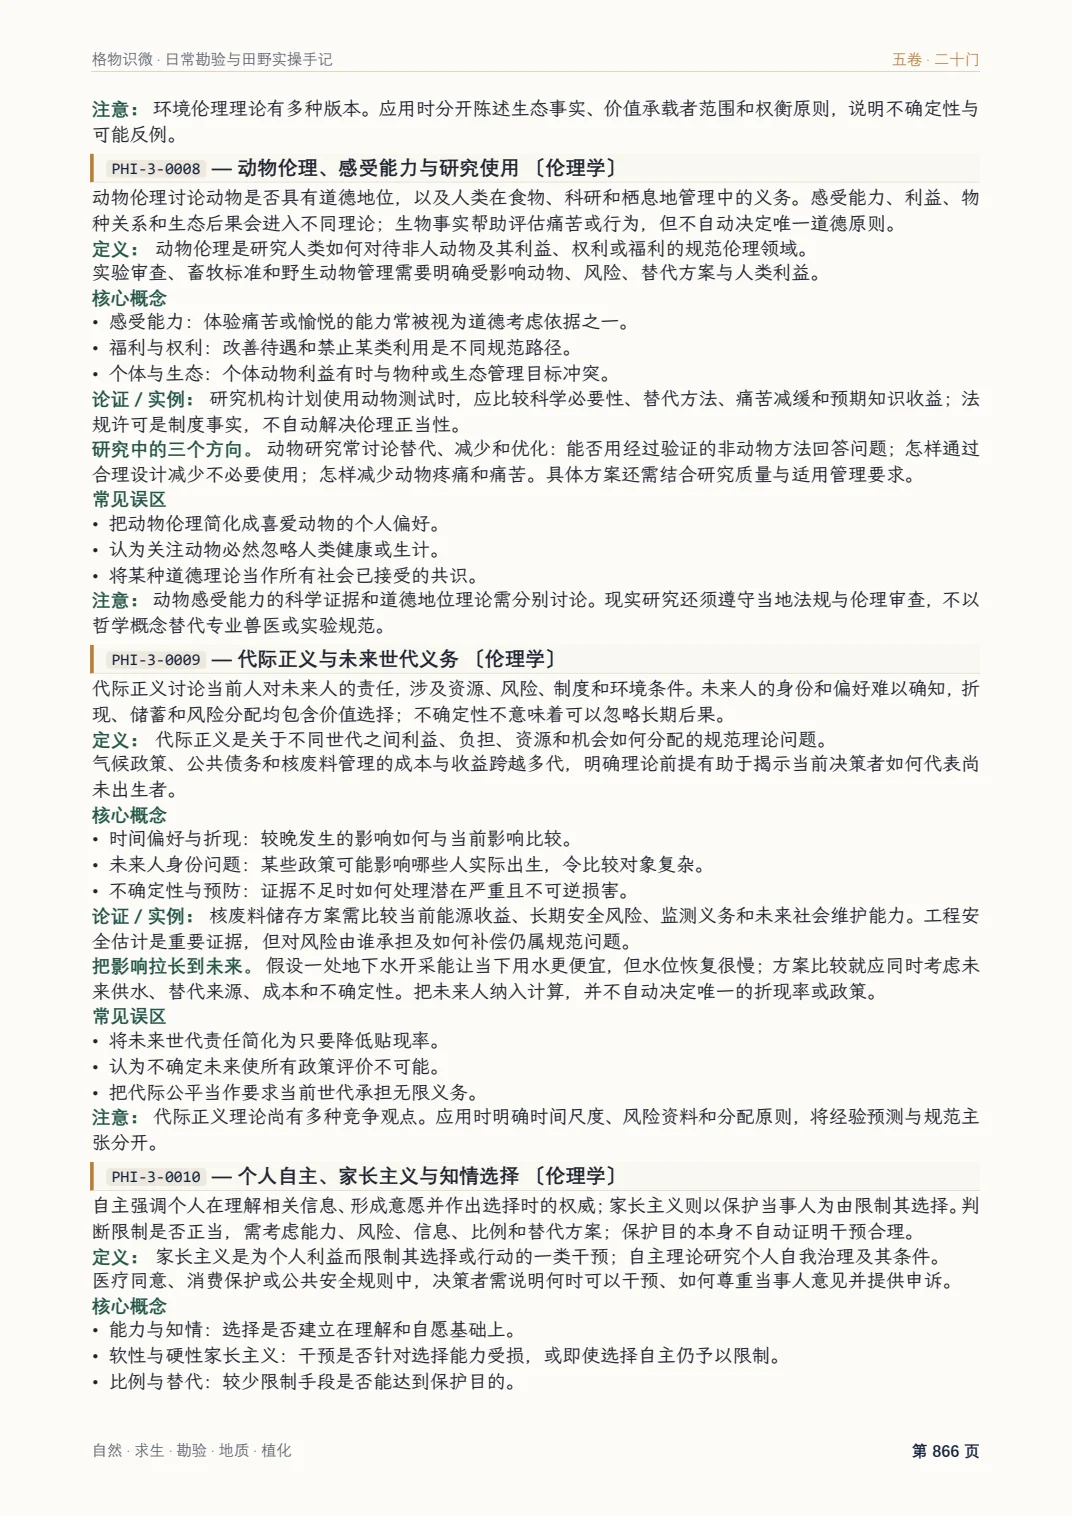 格物识微 · 日常勘验与田野实操手记
五卷 · 二十门
注意： 环境伦理理论有多种版本。应用时分开陈述生态事实、价值承载者范围和权衡原则，说明不确定性与
可能反例。
PHI-3-0008 — 动物伦理、感受能力与研究使用 〔伦理学〕
动物伦理讨论动物是否具有道德地位，以及人类在食物、科研和栖息地管理中的义务。感受能力、利益、物
种关系和生态后果会进入不同理论；生物事实帮助评估痛苦或行为，但不自动决定唯一道德原则。
定义： 动物伦理是研究人类如何对待非人动物及其利益、权利或福利的规范伦理领域。
实验审查、畜牧标准和野生动物管理需要明确受影响动物、风险、替代方案与人类利益。
核心概念
• 感受能力：体验痛苦或愉悦的能力常被视为道德考虑依据之一。
• 福利与权利：改善待遇和禁止某类利用是不同规范路径。
• 个体与生态：个体动物利益有时与物种或生态管理目标冲突。
论证 / 实例： 研究机构计划使用动物测试时，应比较科学必要性、替代方法、痛苦减缓和预期知识收益；法
规许可是制度事实，不自动解决伦理正当性。
研究中的三个方向。 动物研究常讨论替代、减少和优化：能否用经过验证的非动物方法回答问题；怎样通过
合理设计减少不必要使用；怎样减少动物疼痛和痛苦。具体方案还需结合研究质量与适用管理要求。
常见误区
• 把动物伦理简化成喜爱动物的个人偏好。
• 认为关注动物必然忽略人类健康或生计。
• 将某种道德理论当作所有社会已接受的共识。
注意： 动物感受能力的科学证据和道德地位理论需分别讨论。现实研究还须遵守当地法规与伦理审查，不以
哲学概念替代专业兽医或实验规范。
PHI-3-0009 — 代际正义与未来世代义务 〔伦理学〕
代际正义讨论当前人对未来人的责任，涉及资源、风险、制度和环境条件。未来人的身份和偏好难以确知，折
现、储蓄和风险分配均包含价值选择；不确定性不意味着可以忽略长期后果。
定义： 代际正义是关于不同世代之间利益、负担、资源和机会如何分配的规范理论问题。
气候政策、公共债务和核废料管理的成本与收益跨越多代，明确理论前提有助于揭示当前决策者如何代表尚
未出生者。
核心概念
• 时间偏好与折现：较晚发生的影响如何与当前影响比较。
• 未来人身份问题：某些政策可能影响哪些人实际出生，令比较对象复杂。
• 不确定性与预防：证据不足时如何处理潜在严重且不可逆损害。
论证 / 实例： 核废料储存方案需比较当前能源收益、长期安全风险、监测义务和未来社会维护能力。工程安
全估计是重要证据，但对风险由谁承担及如何补偿仍属规范问题。
把影响拉长到未来。 假设一处地下水开采能让当下用水更便宜，但水位恢复很慢；方案比较就应同时考虑未
来供水、替代来源、成本和不确定性。把未来人纳入计算，并不自动决定唯一的折现率或政策。
常见误区
• 将未来世代责任简化为只要降低贴现率。
• 认为不确定未来使所有政策评价不可能。
• 把代际公平当作要求当前世代承担无限义务。
注意： 代际正义理论尚有多种竞争观点。应用时明确时间尺度、风险资料和分配原则，将经验预测与规范主
张分开。
PHI-3-0010 — 个人自主、家长主义与知情选择 〔伦理学〕
自主强调个人在理解相关信息、形成意愿并作出选择时的权威；家长主义则以保护当事人为由限制其选择。判
断限制是否正当，需考虑能力、风险、信息、比例和替代方案；保护目的本身不自动证明干预合理。
定义： 家长主义是为个人利益而限制其选择或行动的一类干预；自主理论研究个人自我治理及其条件。
医疗同意、消费保护或公共安全规则中，决策者需说明何时可以干预、如何尊重当事人意见并提供申诉。
核心概念
• 能力与知情：选择是否建立在理解和自愿基础上。
• 软性与硬性家长主义：干预是否针对选择能力受损，或即使选择自主仍予以限制。
• 比例与替代：较少限制手段是否能达到保护目的。
自然 · 求生 · 勘验 · 地质 · 植化
第 866 页